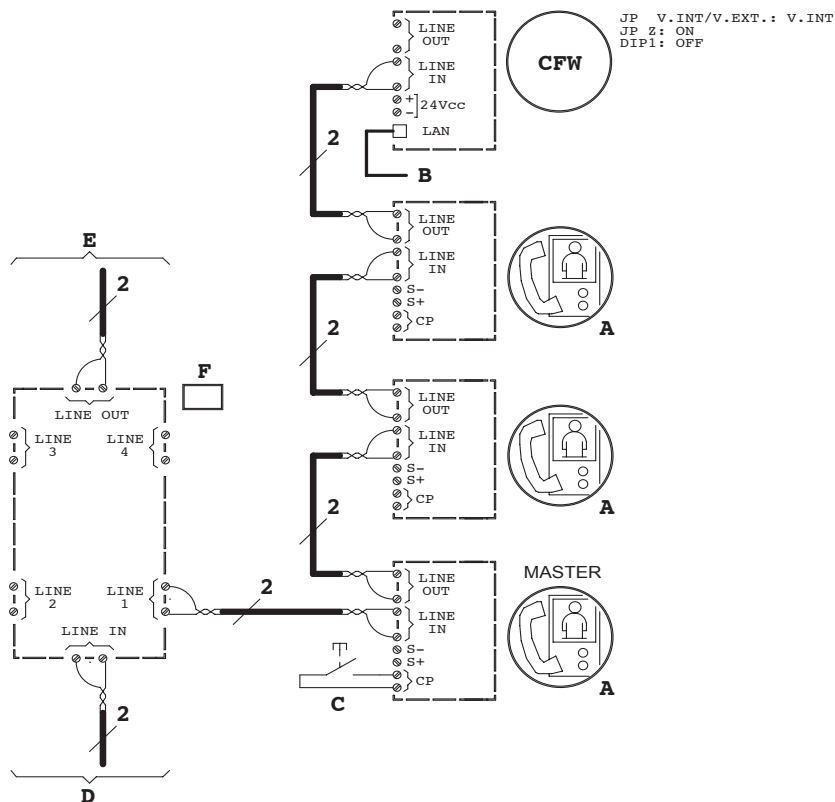 LINE
OUT
LINE
IN
+
-
24Vcc
LAN
CFW
JP V.INT/V.EXT.: V.INT
JP Z: ON
DIP1: OFF
2
B
LINE
OUT
LINE
IN
S-
S+
CP
A
2
E
2
F
LINE OUT
LINE
3
LINE
4
LINE
OUT
LINE
IN
S-
S+
CP
A
2
LINE
2
LINE
1
LINE IN
2
LINE
OUT
LINE
IN
S-
S+
CP
MASTER
A
C
2
D